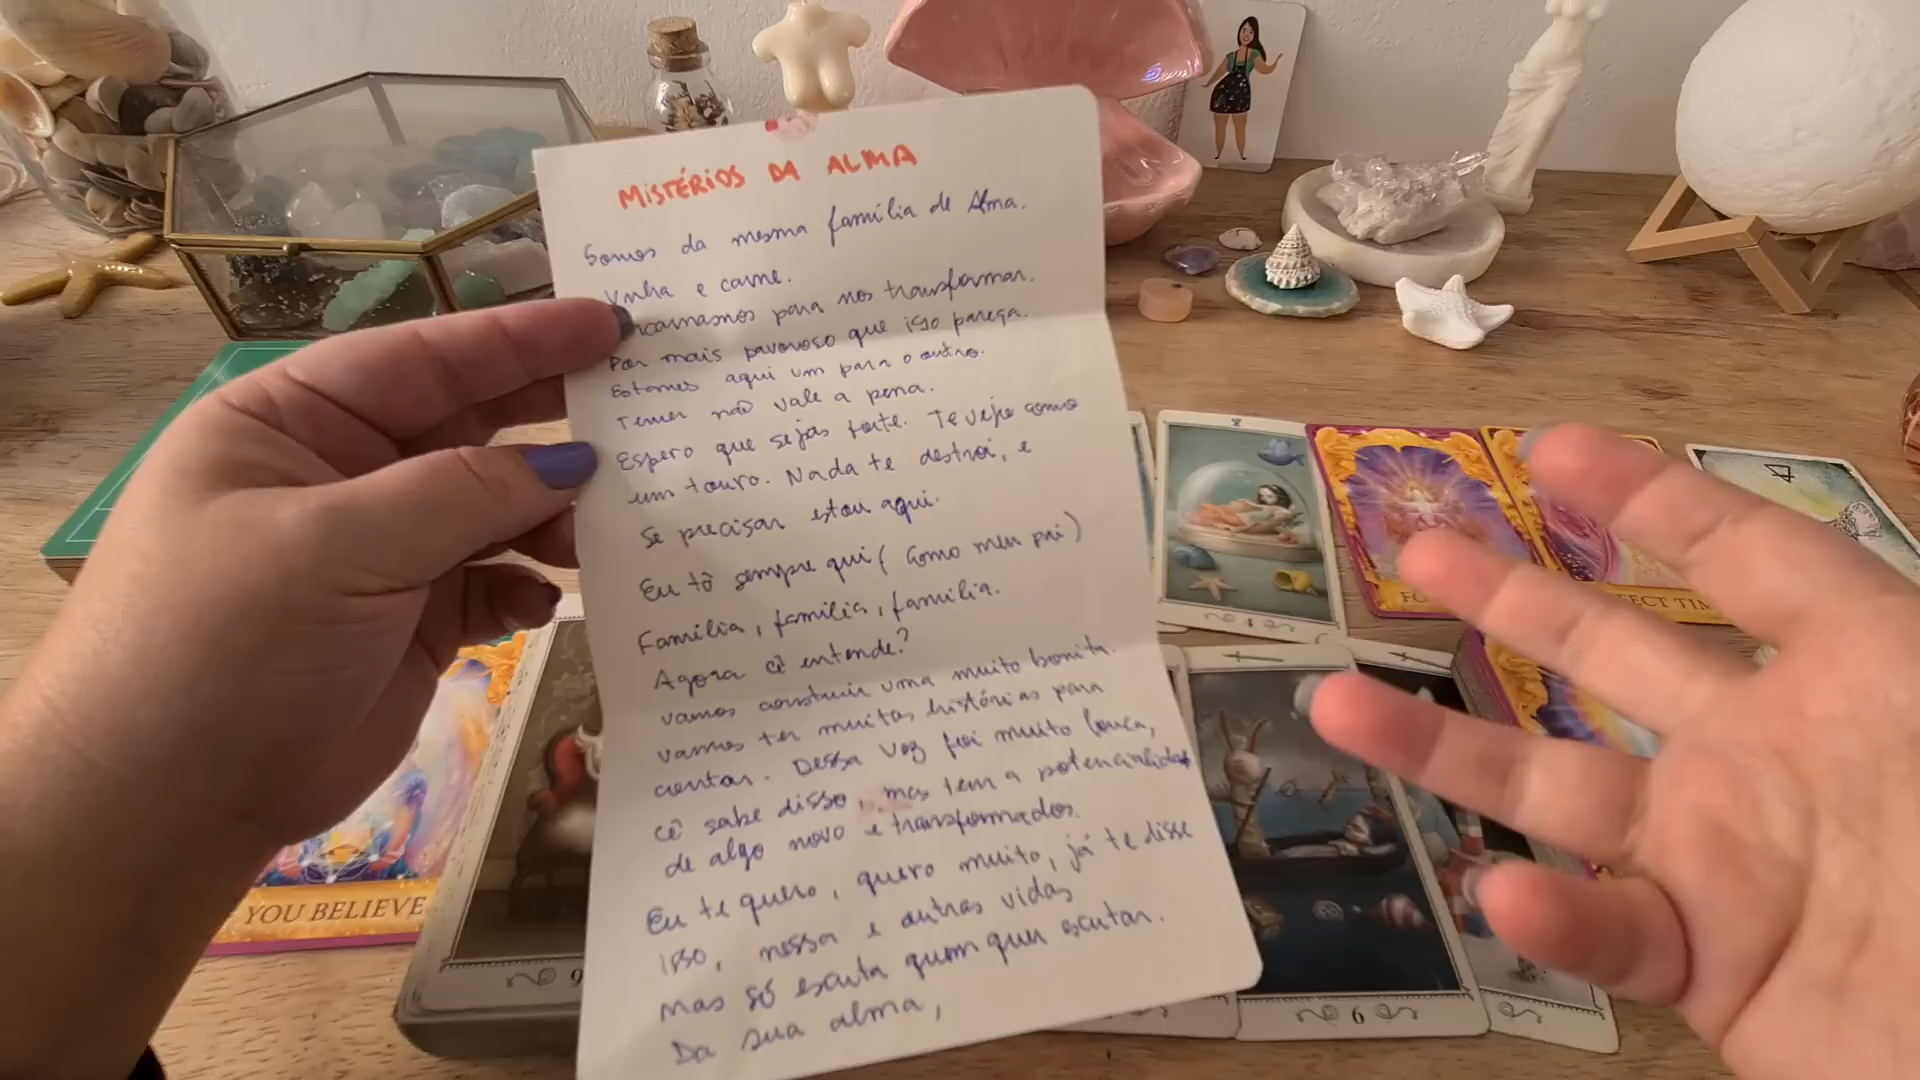 MISTÉRIOS DA ALMA
Somos da mesma família de Alma.
Unha e carne.
Encarnamos para nos transformar.
Por mais pavoroso que isso pareça.
Estamos aqui um para o outro.
Temer não vale a pena.
Espero que sejas forte. Te vejo como
um touro. Nada te destroi, e
se precisar estou aqui.
Eu tô sempre qui ( como meu pai )
Família, família, família.
Agora cê entende?
Vamos construir uma muito bonita.
Vamos ter muitas histórias para
contar. Dessa vez foi muito louca,
cê sabe disso, mas tem a potencialidade
de algo novo e transformador.
Eu te quero, quero muito, já te disse
isso, nessa e outras vidas
mas só escuta quem quer escutar.
Da sua alma,
YOU BELIEVE
9
6